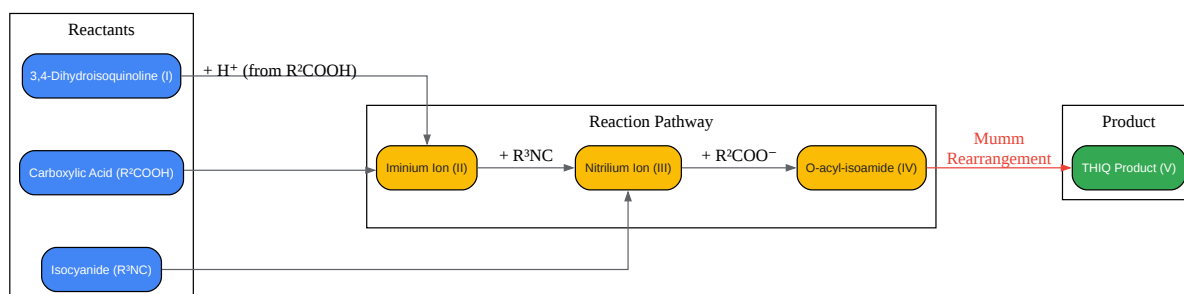 Reactants
3,4-Dihydroisoquinoline (I)
+ H⁺ (from R²COOH)
Carboxylic Acid (R²COOH)
Isocyanide (R³NC)
Reaction Pathway
Iminium Ion (II)
+ R³NC
Nitrilium Ion (III)
+ R²COO⁻
O-acyl-isoamide (IV)
Mumm
Rearrangement
Product
THIQ Product (V)